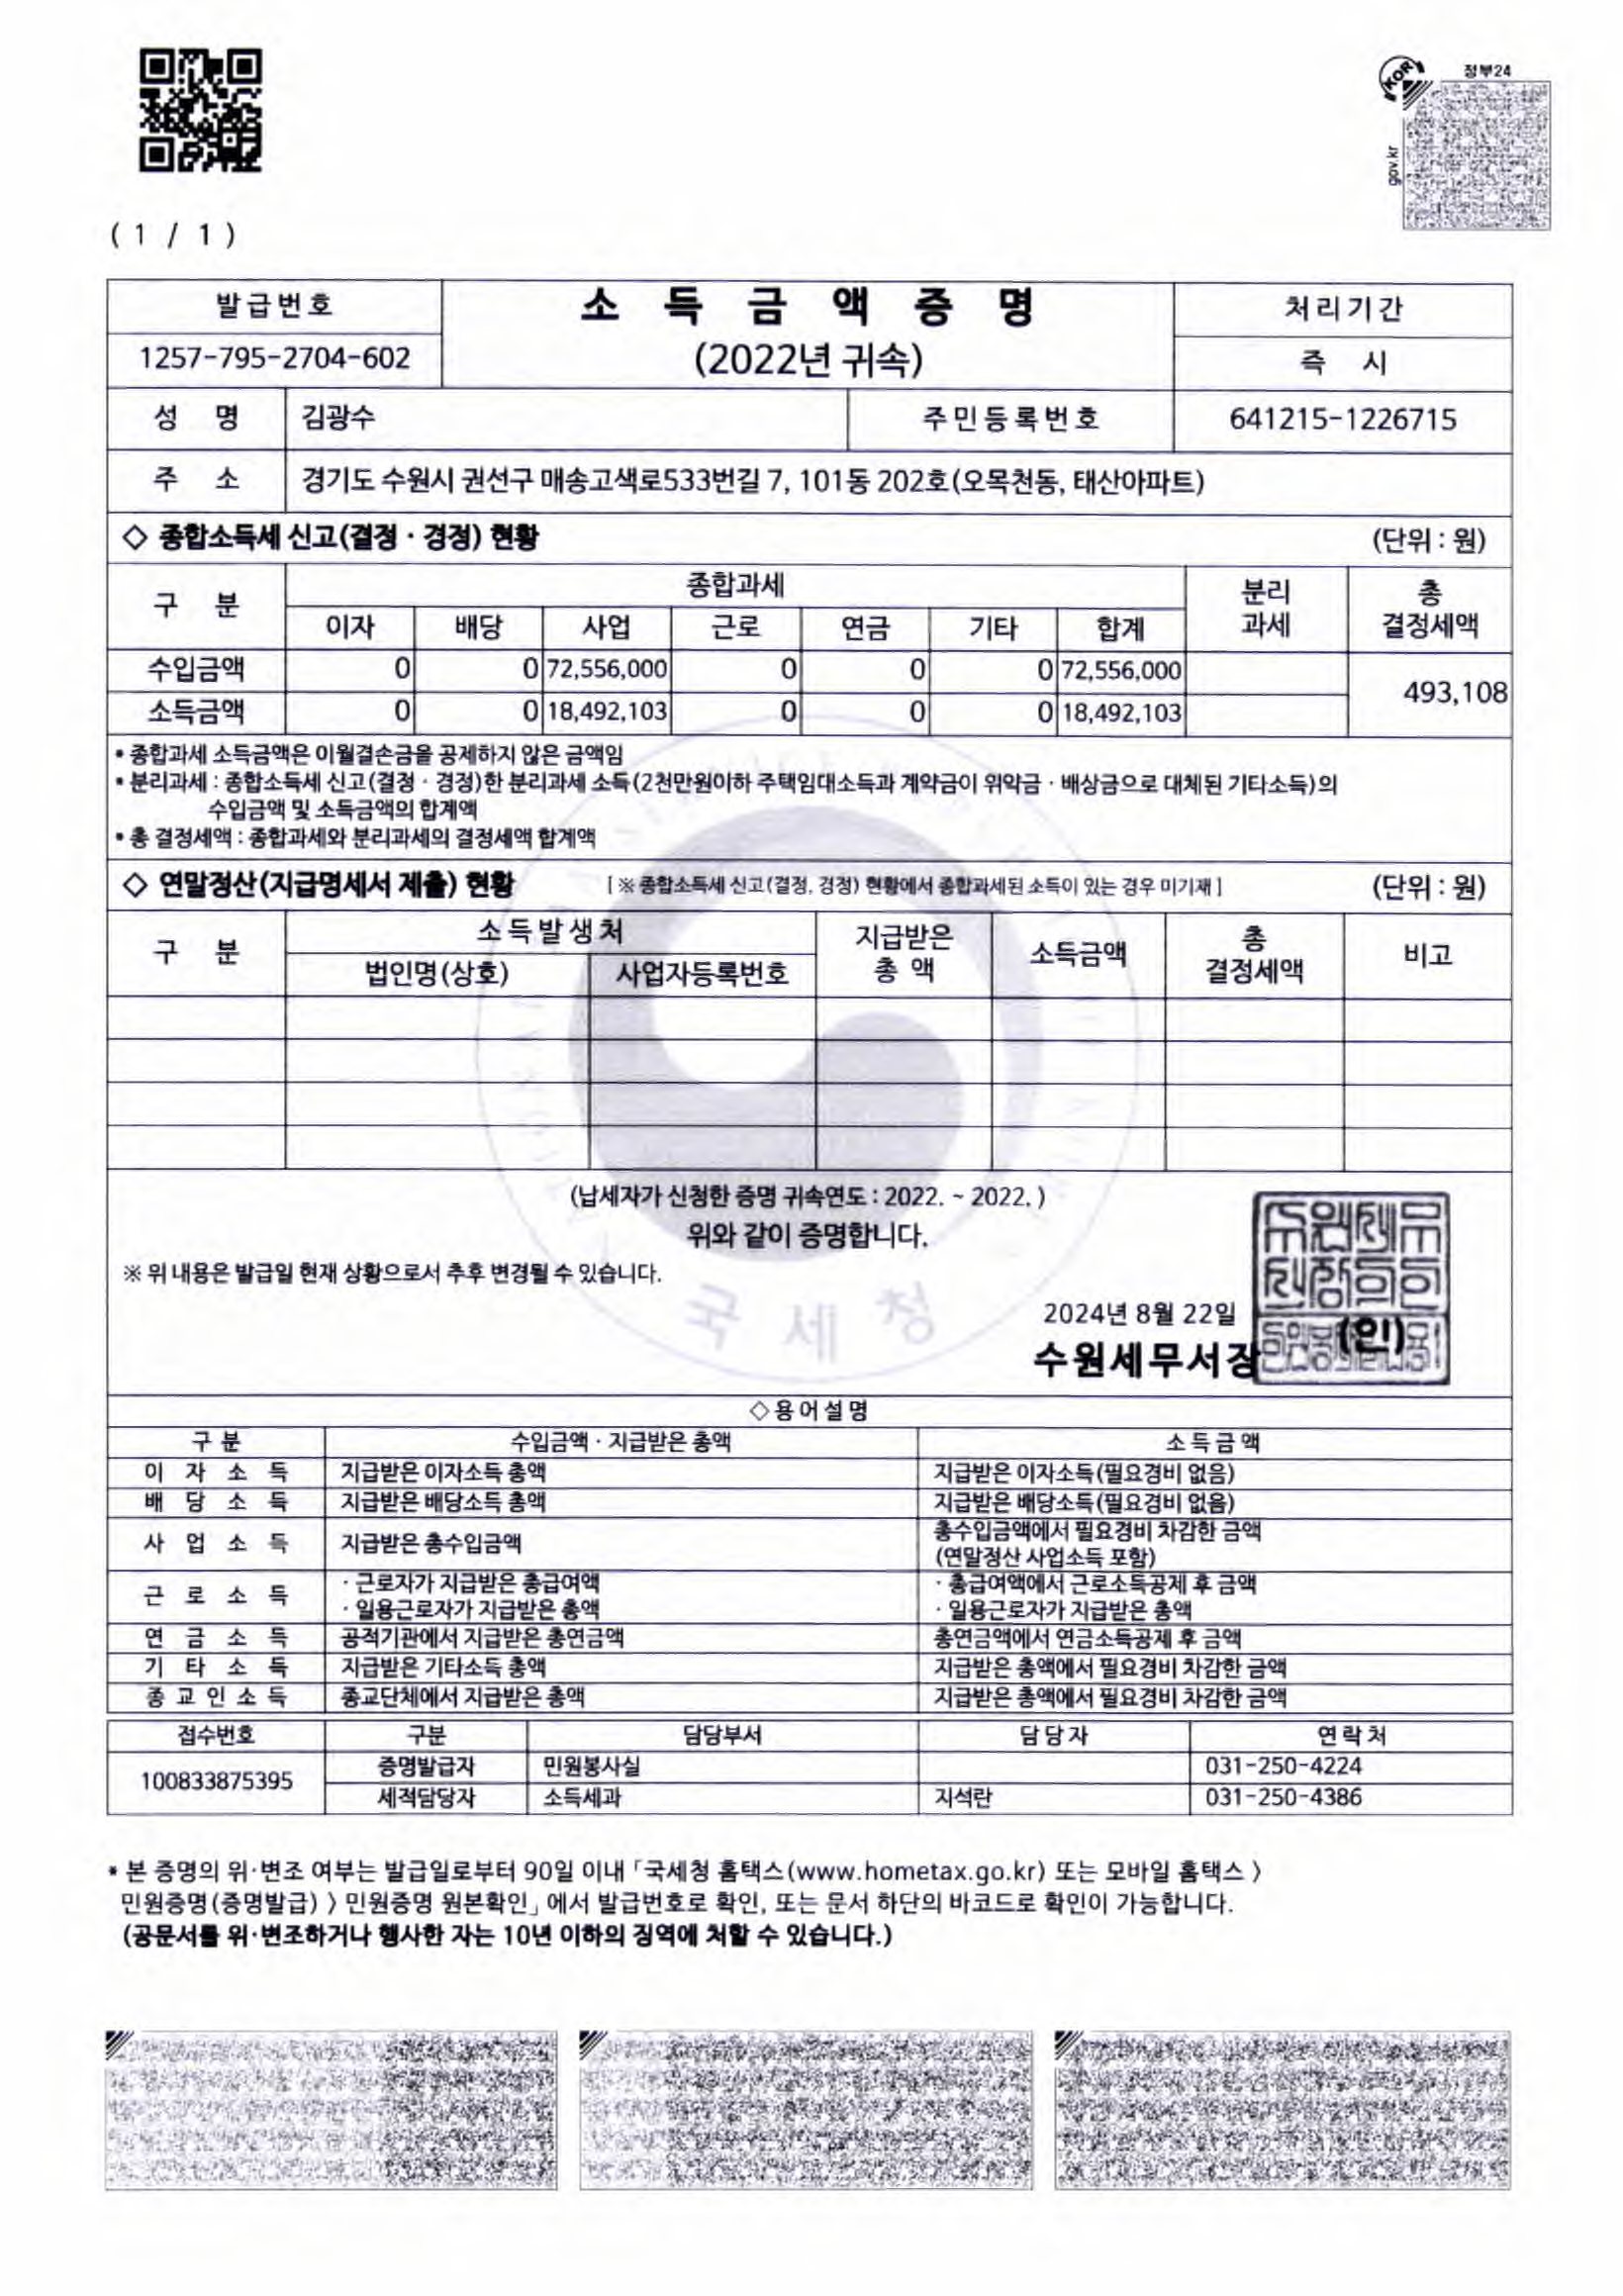 정부24
gov.kr
KOR
( 1 / 1 )
발급번호
소 득 금 액 증 명
처리기간
1257-795-2704-602
(2022년 귀속)
즉 시
성 명 김광수 주민등록번호 641215-1226715
주 소 경기도 수원시 권선구 매송고색로533번길 7, 101동 202호(오목천동, 태산아파트)
◇ 종합소득세 신고(결정 · 경정) 현황 (단위 : 원)
구 분 종합과세 분리 과세 총 결정세액
이자 배당 사업 근로 연금 기타 합계
수입금액 0 0 72,556,000 0 0 0 72,556,000 493,108
소득금액 0 0 18,492,103 0 0 0 18,492,103
• 종합과세 소득금액은 이월결손금을 공제하지 않은 금액임
• 분리과세 : 종합소득세 신고(결정 · 경정)한 분리과세 소득(2천만원이하 주택임대소득과 계약금이 위약금 · 배상금으로 대체된 기타소득)의
수입금액 및 소득금액의 합계액
• 총 결정세액 : 종합과세와 분리과세의 결정세액 합계액
◇ 연말정산(지급명세서 제출) 현황 [ ※ 종합소득세 신고(결정, 경정) 현황에서 종합과세된 소득이 있는 경우 미기재 ] (단위 : 원)
구 분 소득발생처 지급받은 총 액 소득금액 총 결정세액 비고
법인명(상호) 사업자등록번호
(납세자가 신청한 증명 귀속연도 : 2022. ~ 2022. )
위와 같이 증명합니다.
※ 위 내용은 발급일 현재 상황으로서 추후 변경될 수 있습니다.
국세청
2024년 8월 22일
수원세무서장 (인)
◇용어설명
구 분 수입금액 · 지급받은 총액 소득금액
이 자 소 득 지급받은 이자소득 총액 지급받은 이자소득(필요경비 없음)
배 당 소 득 지급받은 배당소득 총액 지급받은 배당소득(필요경비 없음)
사 업 소 득 지급받은 총수입금액 총수입금액에서 필요경비 차감한 금액
(연말정산 사업소득 포함)
근 로 소 득 · 근로자가 지급받은 총급여액 · 총급여액에서 근로소득공제 후 금액
· 일용근로자가 지급받은 총액 · 일용근로자가 지급받은 총액
연 금 소 득 공적기관에서 지급받은 총연금액 총연금액에서 연금소득공제 후 금액
기 타 소 득 지급받은 기타소득 총액 지급받은 총액에서 필요경비 차감한 금액
종 교 인 소 득 종교단체에서 지급받은 총액 지급받은 총액에서 필요경비 차감한 금액
접수번호 구분 담당부서 담당자 연락처
100833875395 증명발급자 민원봉사실 031-250-4224
세적담당자 소득세과 지석란 031-250-4386
* 본 증명의 위·변조 여부는 발급일로부터 90일 이내 「국세청 홈택스(www.hometax.go.kr) 또는 모바일 홈택스 〉
민원증명(증명발급) 〉 민원증명 원본확인」에서 발급번호로 확인, 또는 문서 하단의 바코드로 확인이 가능합니다.
(공문서를 위·변조하거나 행사한 자는 10년 이하의 징역에 처할 수 있습니다.)